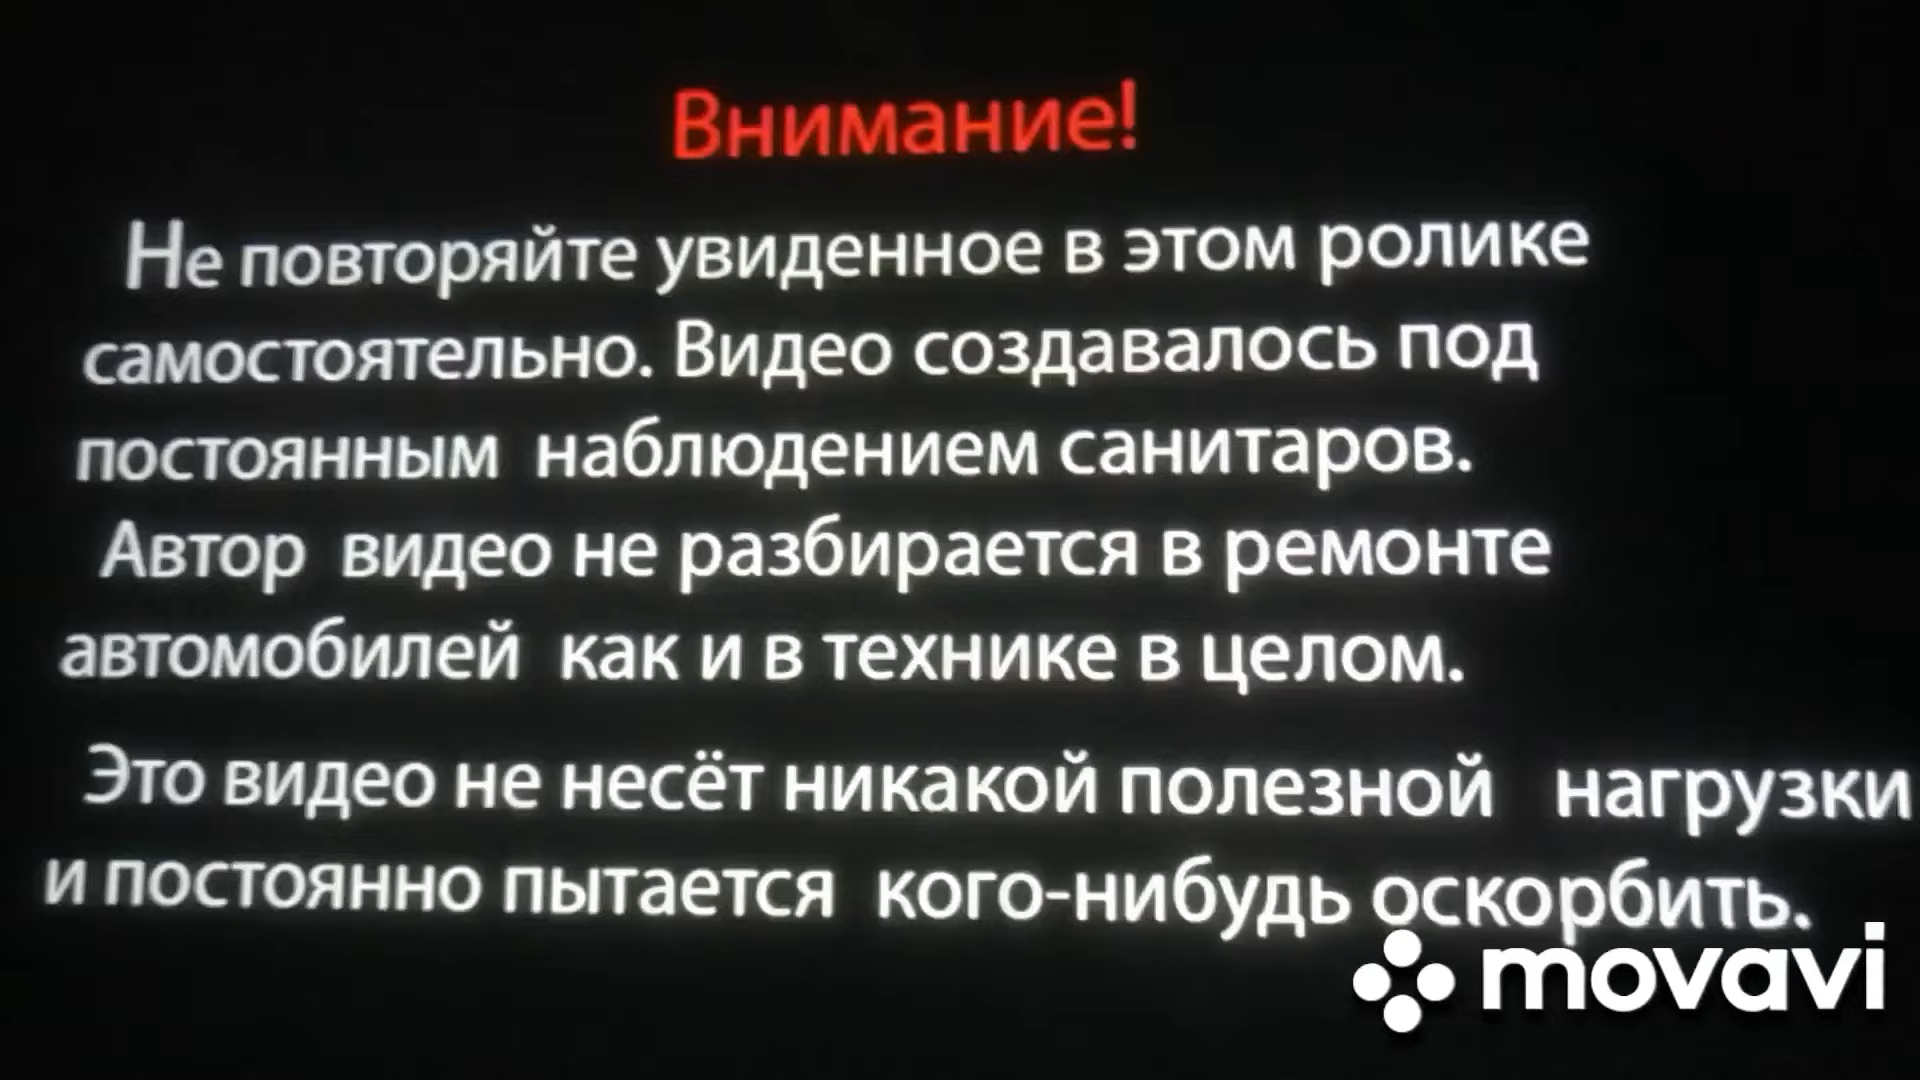 Внимание!
Не повторяйте увиденное в этом ролике
самостоятельно. Видео создавалось под
постоянным наблюдением санитаров.
Автор видео не разбирается в ремонте
автомобилей как и в технике в целом.
Это видео не несёт никакой полезной нагрузки
и постоянно пытается кого-нибудь оскорбить.
movavi